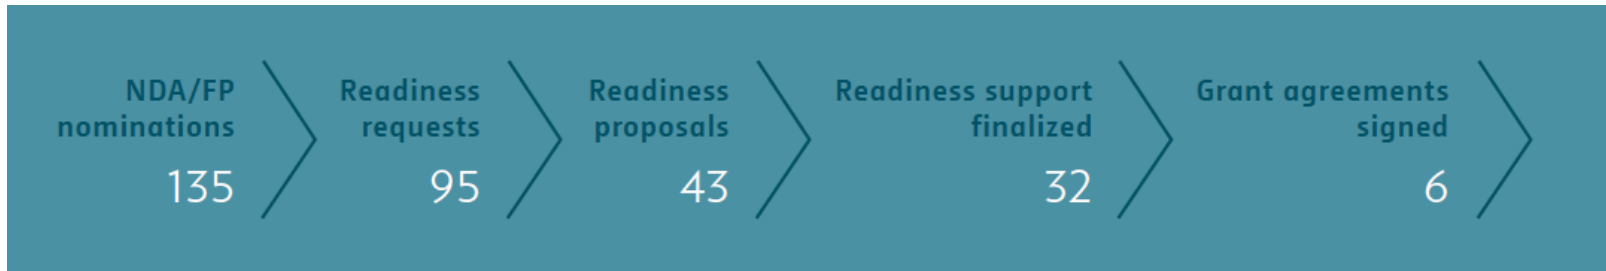 NDA/FP
nominations
135
Readiness
requests
95
Readiness
proposals
43
Readiness support
finalized
32
Grant agreements
signed
6